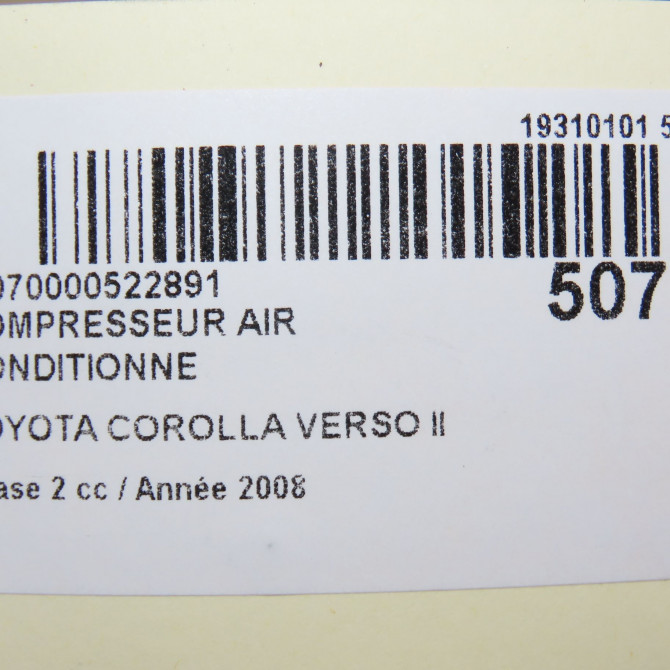 19310101 5
070000522891
507
OMPRESSEUR AIR
ONDITIONNE
OYOTA COROLLA VERSO II
ase 2 cc / Année 2008